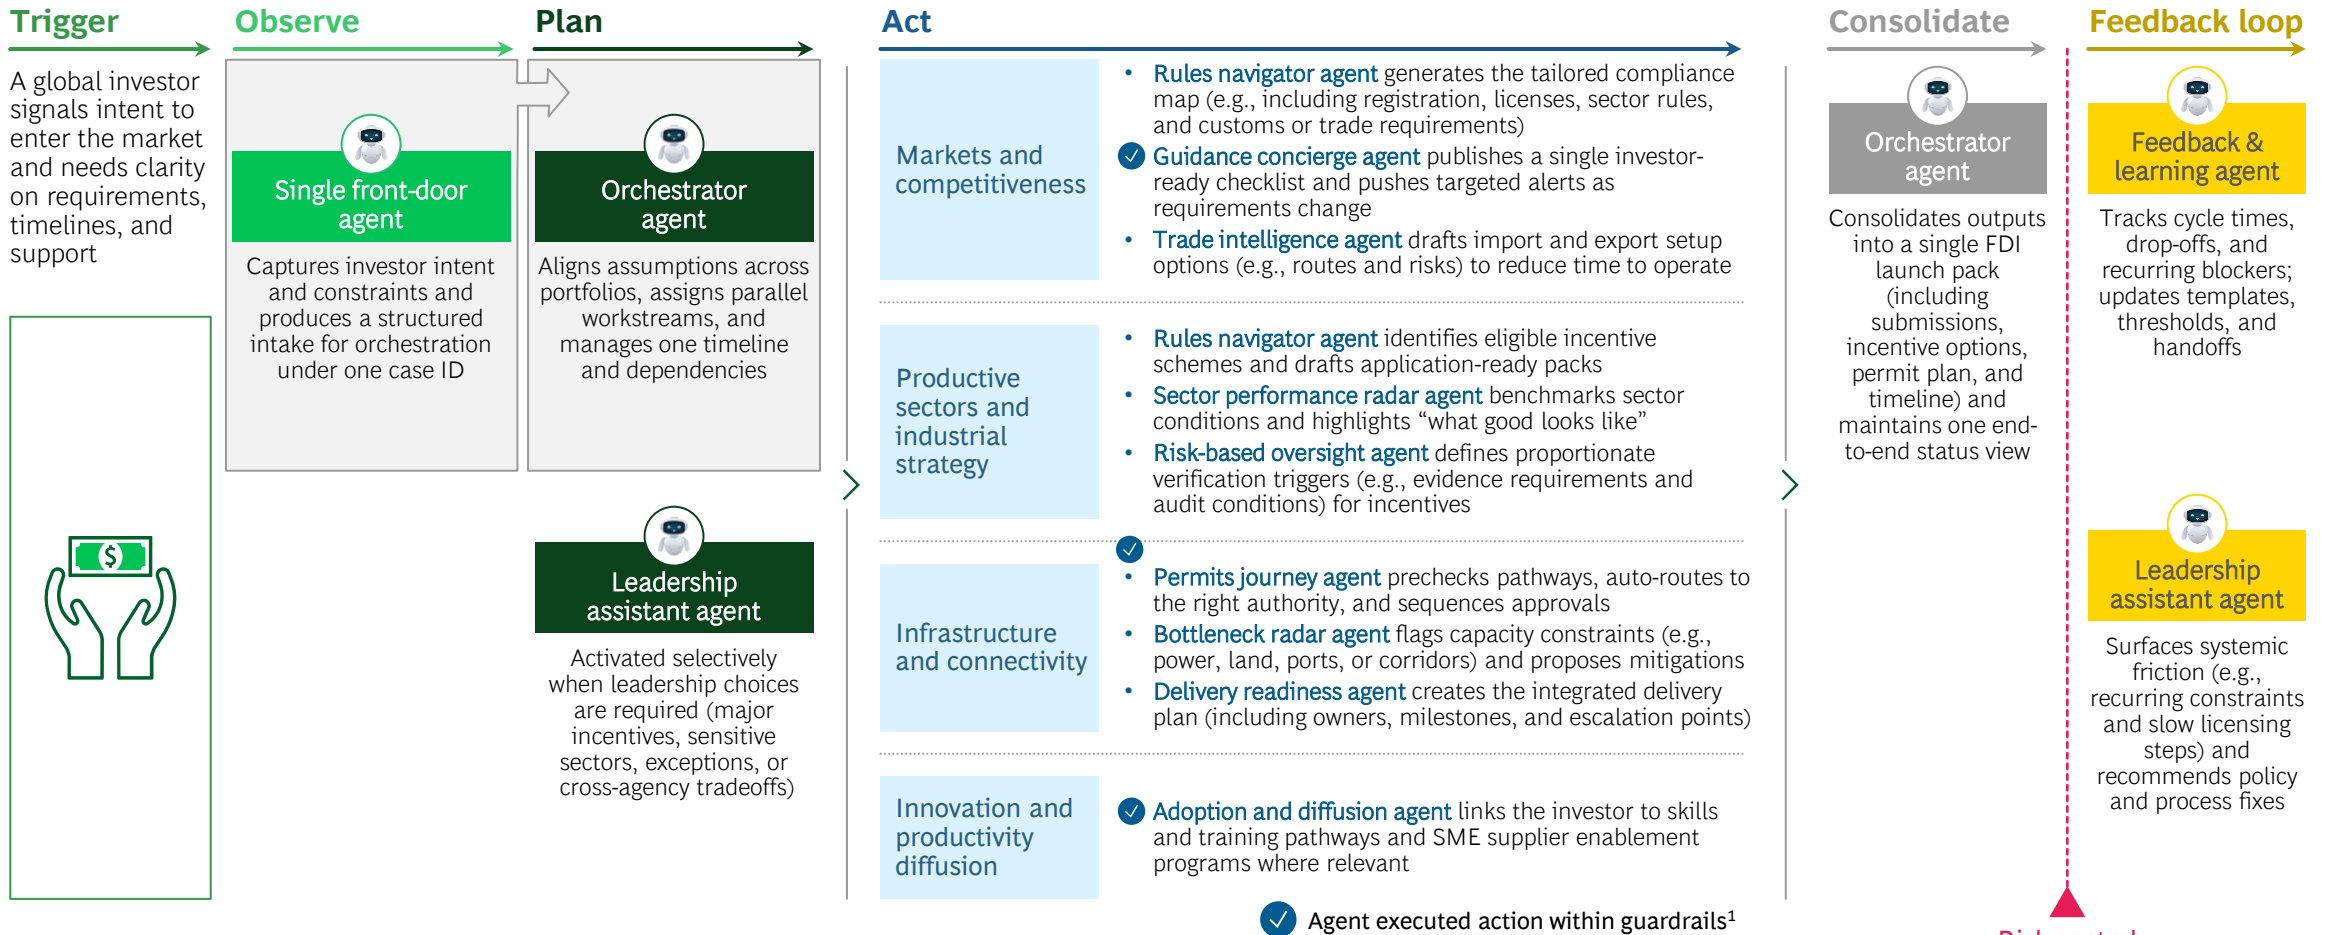 Trigger
A global investor
signals intent to
enter the market
and needs clarity
on requirements,
timelines, and
support
$
Observe
Single front-door
agent
Captures investor intent
and constraints and
produces a structured
intake for orchestration
under one case ID
Plan
Orchestrator
agent
Aligns assumptions across
portfolios, assigns parallel
workstreams, and
manages one timeline
and dependencies
Leadership
assistant agent
Activated selectively
when leadership choices
are required (major
incentives, sensitive
sectors, exceptions, or
cross-agency tradeoffs)
Act
Markets and
competitiveness
• Rules navigator agent generates the tailored compliance
map (e.g., including registration, licenses, sector rules,
and customs or trade requirements)
Guidance concierge agent publishes a single investor-
ready checklist and pushes targeted alerts as
requirements change
• Trade intelligence agent drafts import and export setup
options (e.g., routes and risks) to reduce time to operate
Productive
sectors and
industrial
strategy
• Rules navigator agent identifies eligible incentive
schemes and drafts application-ready packs
• Sector performance radar agent benchmarks sector
conditions and highlights “what good looks like”
• Risk-based oversight agent defines proportionate
verification triggers (e.g., evidence requirements and
audit conditions) for incentives
Infrastructure
and connectivity
• Permits journey agent prechecks pathways, auto-routes to
the right authority, and sequences approvals
• Bottleneck radar agent flags capacity constraints (e.g.,
power, land, ports, or corridors) and proposes mitigations
• Delivery readiness agent creates the integrated delivery
plan (including owners, milestones, and escalation points)
Innovation and
productivity
diffusion
Adoption and diffusion agent links the investor to skills
and training pathways and SME supplier enablement
programs where relevant
Agent executed action within guardrails¹
Consolidate
Orchestrator
agent
Consolidates outputs
into a single FDI
launch pack
(including
submissions,
incentive options,
permit plan, and
timeline) and
maintains one end-
to-end status view
Feedback loop
Feedback &
learning agent
Tracks cycle times,
drop-offs, and
recurring blockers;
updates templates,
thresholds, and
handoffs
Leadership
assistant agent
Surfaces systemic
friction (e.g.,
recurring constraints
and slow licensing
steps) and
recommends policy
and process fixes